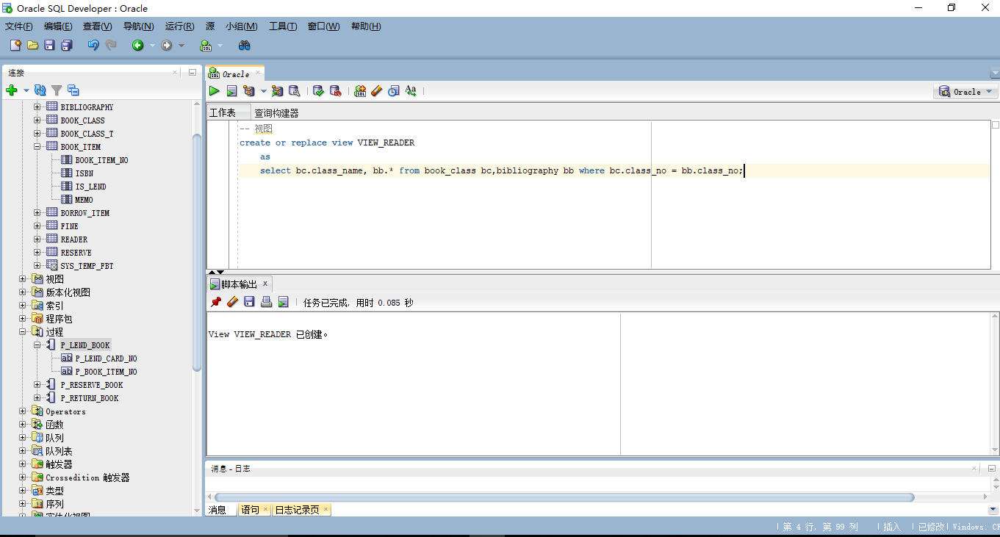 Oracle SQL Developer : Oracle
文件(F) 编辑(E) 查看(V) 导航(N) 运行(R) 源 小组(M) 工具(T) 窗口(W) 帮助(H)
连接
BIBLIOGRAPHY
BOOK_CLASS
BOOK_CLASS_T
BOOK_ITEM
BOOK_ITEM_NO
ISBN
IS_LEND
MEMO
BORROW_ITEM
FINE
READER
RESERVE
SYS_TEMP_FBT
视图
版本化视图
索引
程序包
过程
P_LEND_BOOK
P_LEND_CARD_NO
P_BOOK_ITEM_NO
P_RESERVE_BOOK
P_RETURN_BOOK
Operators
函数
队列
队列表
触发器
Crossedition 触发器
类型
序列
实体化视图
Oracle
Oracle
工作表 查询构建器
-- 视图
create or replace view VIEW_READER
as
select bc.class_name, bb.* from book_class bc,bibliography bb where bc.class_no = bb.class_no;
脚本输出
任务已完成, 用时 0.085 秒
View VIEW_READER 已创建。
消息 - 日志
消息 语句 日志记录页
第 4 行, 第 99 列 插入 已修改 Windows: CR